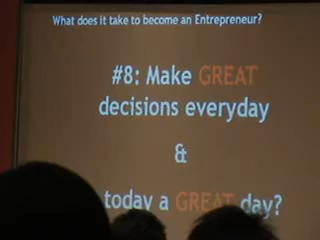 What does it take to become an Entrepreneur?
#8: Make GREAT
decisions everyday
&
today a GREAT day?